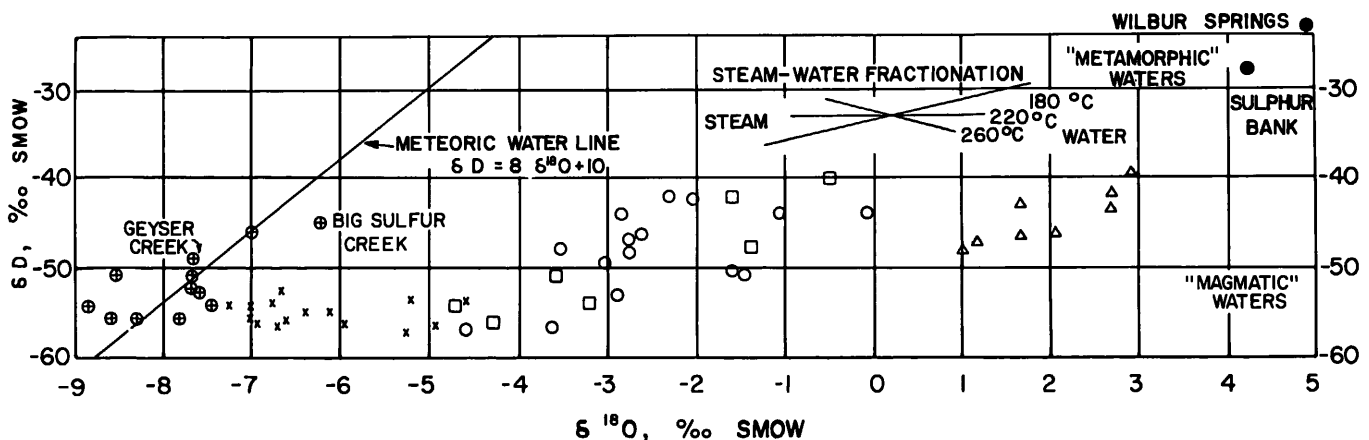 WILBUR SPRINGS
"METAMORPHIC"
WATERS
STEAM-WATER FRACTIONATION
-30
180 °C
SULPHUR
BANK
-30
STEAM
220°C
260°C
WATER
METEORIC WATER LINE
δ D = 8 δ¹⁸O+10
-40
-40
GEYSER
CREEK
BIG SULFUR
CREEK
-50
-50
"MAGMATIC"
WATERS
-60
-60
δ D, ‰ SMOW
-9 -8 -7 -6 -5 -4 -3 -2 -1 0 1 2 3 4 5
δ ¹⁸O, ‰ SMOW